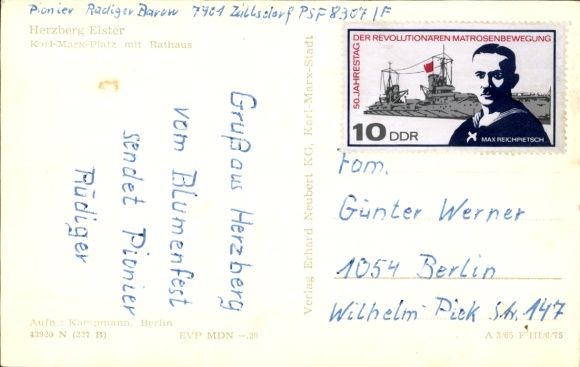 Pionier Rüdiger Barow 7901 Züllsdorf PSF 8307/F
Herzberg Elster
Karl-Marx-Platz mit Rathaus
Gruß aus Herzberg
vom Blumenfest
sendet Pionier
Rüdiger
Aufn.: Kampmann, Berlin
43920 N (227 B)
EVP MDN –,20
Verlag Erhard Neubert KG, Karl-Marx-Stadt
50. JAHRESTAG DER REVOLUTIONÄREN MATROSENBEWEGUNG
10 DDR
MAX REICHPIETSCH
Fam.
Günter Werner
1054 Berlin
Wilhelm-Piek Str. 147
A 3/65 F III/6/75